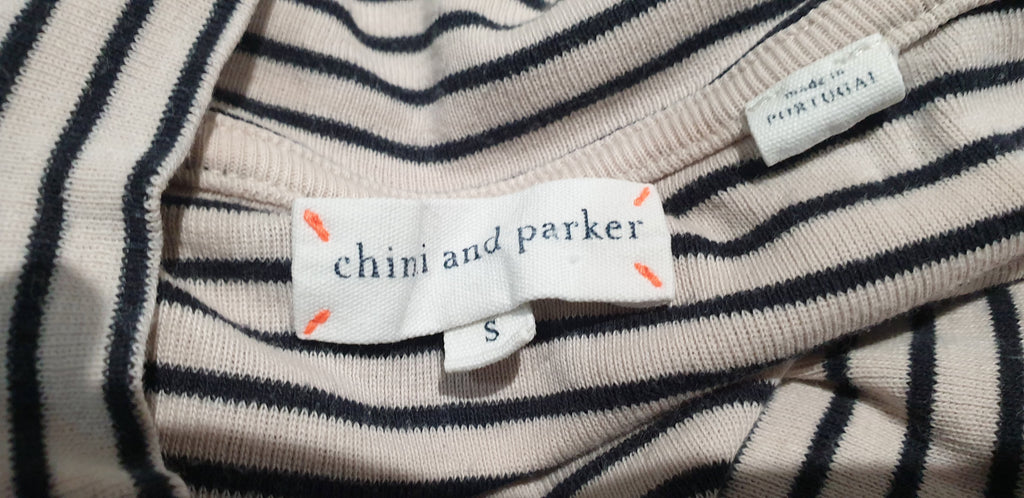 made in
PORTUGAL
chini and parker
S